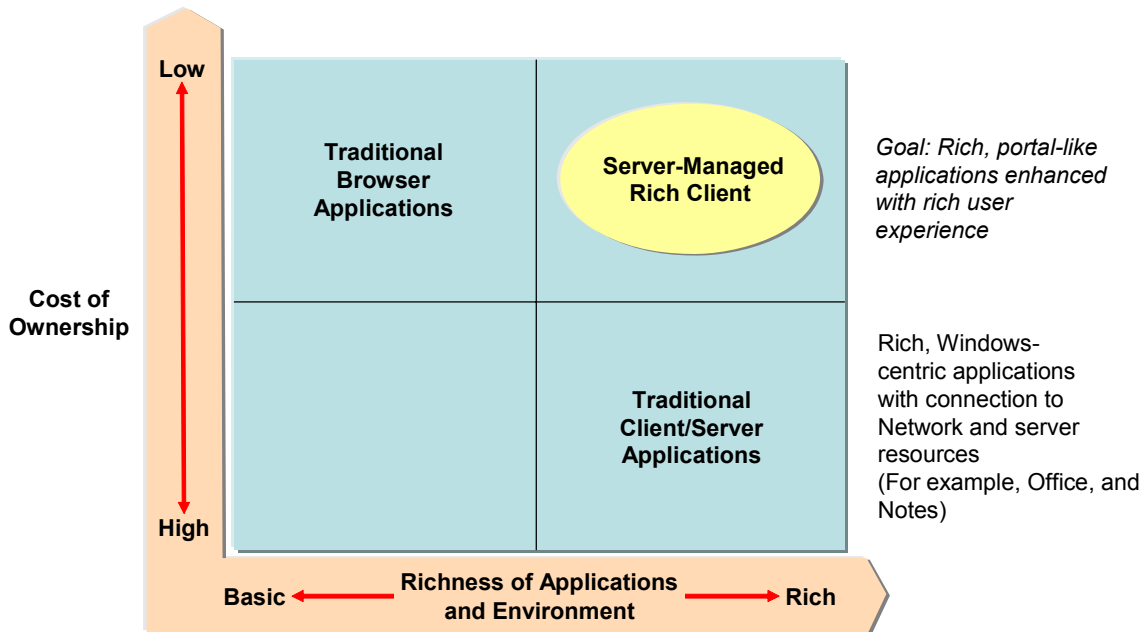 Low
Traditional
Browser
Applications
Server-Managed
Rich Client
Goal: Rich, portal-like
applications enhanced
with rich user
experience
Cost of
Ownership
Rich, Windows-
centric applications
with connection to
Network and server
resources
(For example, Office, and
Notes)
Traditional
Client/Server
Applications
High
Basic
Richness of Applications
and Environment
Rich